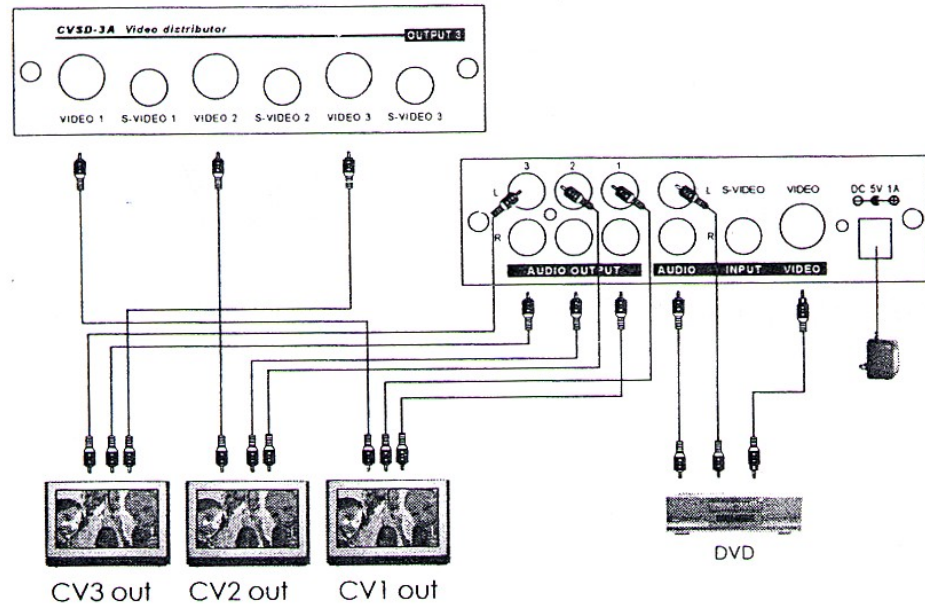 CVSD-3A Video distributor
OUTPUT 3
VIDEO 1 S-VIDEO 1 VIDEO 2 S-VIDEO 2 VIDEO 3 S-VIDEO 3
3 2 1
L L S-VIDEO VIDEO DC 5V 1A
R R
AUDIO OUTPUT AUDIO INPUT VIDEO
DVD
CV3 out CV2 out CV1 out